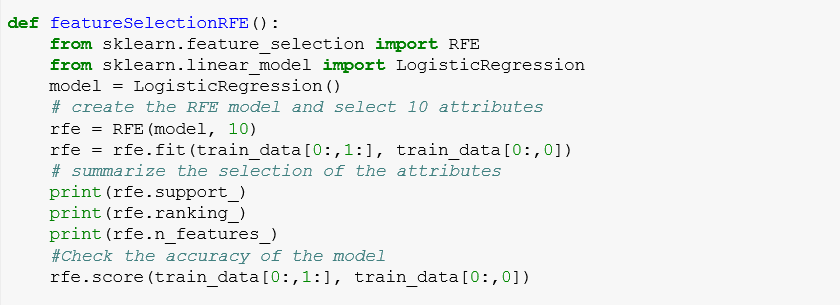 def featureSelectionRFE():
    from sklearn.feature_selection import RFE
    from sklearn.linear_model import LogisticRegression
    model = LogisticRegression()
    # create the RFE model and select 10 attributes
    rfe = RFE(model, 10)
    rfe = rfe.fit(train_data[0:,1:], train_data[0:,0])
    # summarize the selection of the attributes
    print(rfe.support_)
    print(rfe.ranking_)
    print(rfe.n_features_)
    #Check the accuracy of the model
    rfe.score(train_data[0:,1:], train_data[0:,0])